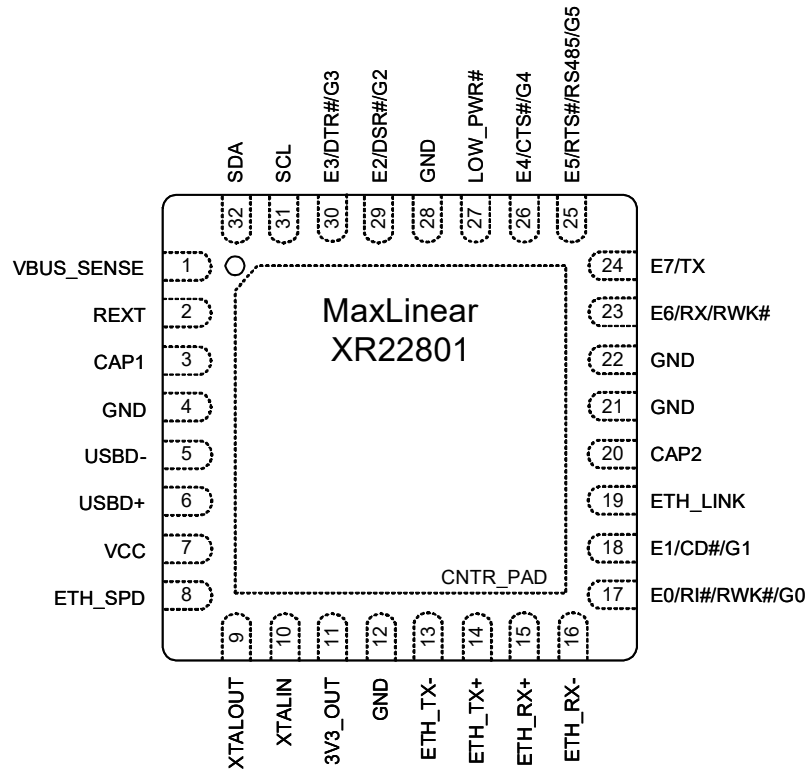 SDA
SCL
E3/DTR#/G3
E2/DSR#/G2
GND
LOW_PWR#
E4/CTS#/G4
E5/RTS#/RS485/G5
32
31
30
29
28
27
26
25
VBUS_SENSE 1
REXT 2
CAP1 3
GND 4
USBD- 5
USBD+ 6
VCC 7
ETH_SPD 8
MaxLinear
XR22801
CNTR_PAD
24 E7/TX
23 E6/RX/RWK#
22 GND
21 GND
20 CAP2
19 ETH_LINK
18 E1/CD#/G1
17 E0/RI#/RWK#/G0
9
10
11
12
13
14
15
16
XTALOUT
XTALIN
3V3_OUT
GND
ETH_TX-
ETH_TX+
ETH_RX+
ETH_RX-